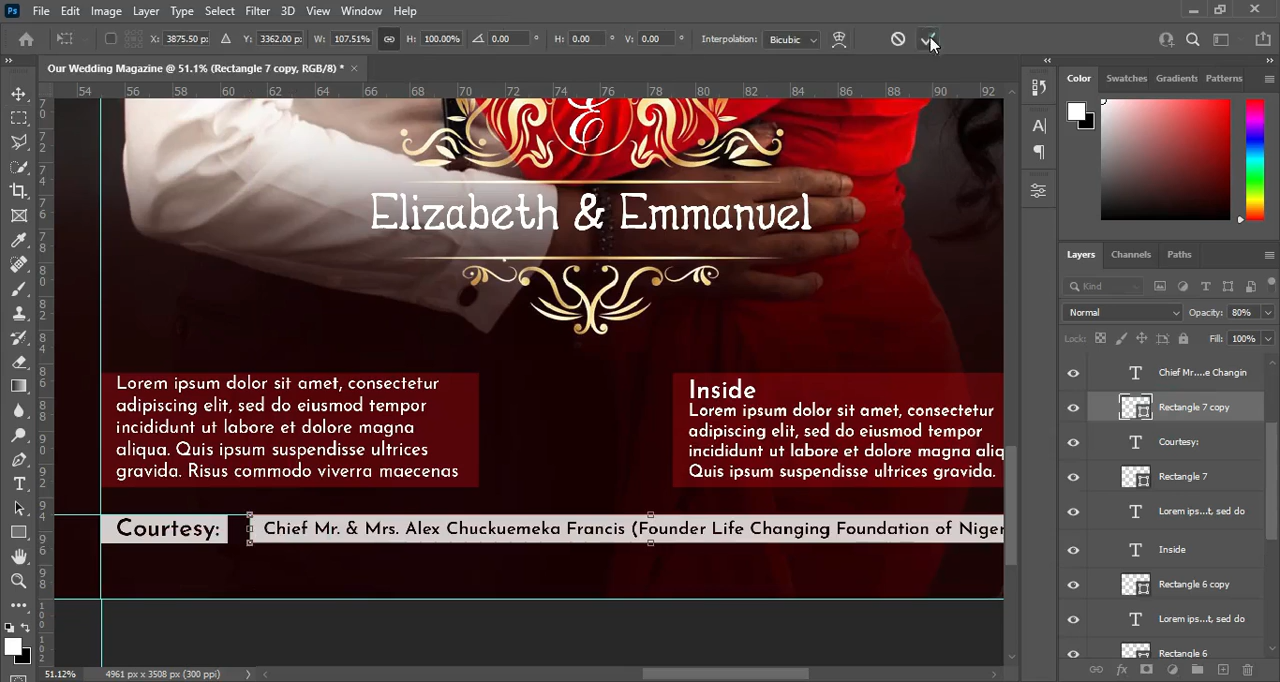 Ps File Edit Image Layer Type Select Filter 3D View Window Help
X: 3875.50 p: Y: 3362.00 p: W: 107.51% H: 100.00% 0.00 ° H: 0.00 ° V: 0.00 ° Interpolation: Bicubic
Our Wedding Magazine @ 51.1% (Rectangle 7 copy, RGB/8) * ×
54 56 58 60 62 64 66 68 70 72 74 76 78 80 82 84 86 88 90 92
E
Elizabeth & Emmanuel
Lorem ipsum dolor sit amet, consectetur
adipiscing elit, sed do eiusmod tempor
incididunt ut labore et dolore magna
aliqua. Quis ipsum suspendisse ultrices
gravida. Risus commodo viverra maecenas
Inside
Lorem ipsum dolor sit amet, consectetur
adipiscing elit, sed do eiusmod tempor
incididunt ut labore et dolore magna aliq
Quis ipsum suspendisse ultrices gravida.
Courtesy: Chief Mr. & Mrs. Alex Chuckuemeka Francis (Founder Life Changing Foundation of Niger
51.12% 4961 px x 3508 px (300 ppi)
Color Swatches Gradients Patterns
Layers Channels Paths
Kind
Normal Opacity: 80%
Lock: Fill: 100%
Chief Mr....e Changin
Rectangle 7 copy
Courtesy:
Rectangle 7
Lorem ips...t, sed do
Inside
Rectangle 6 copy
Lorem ips...t, sed do
Rectangle 6